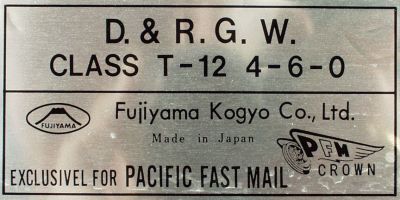 D. & R. G. W.
CLASS T-12 4-6-0
FUJIYAMA
Fujiyama Kogyo Co., Ltd.
Made in Japan
PFM
CROWN
EXCLUSIVEL FOR PACIFIC FAST MAIL